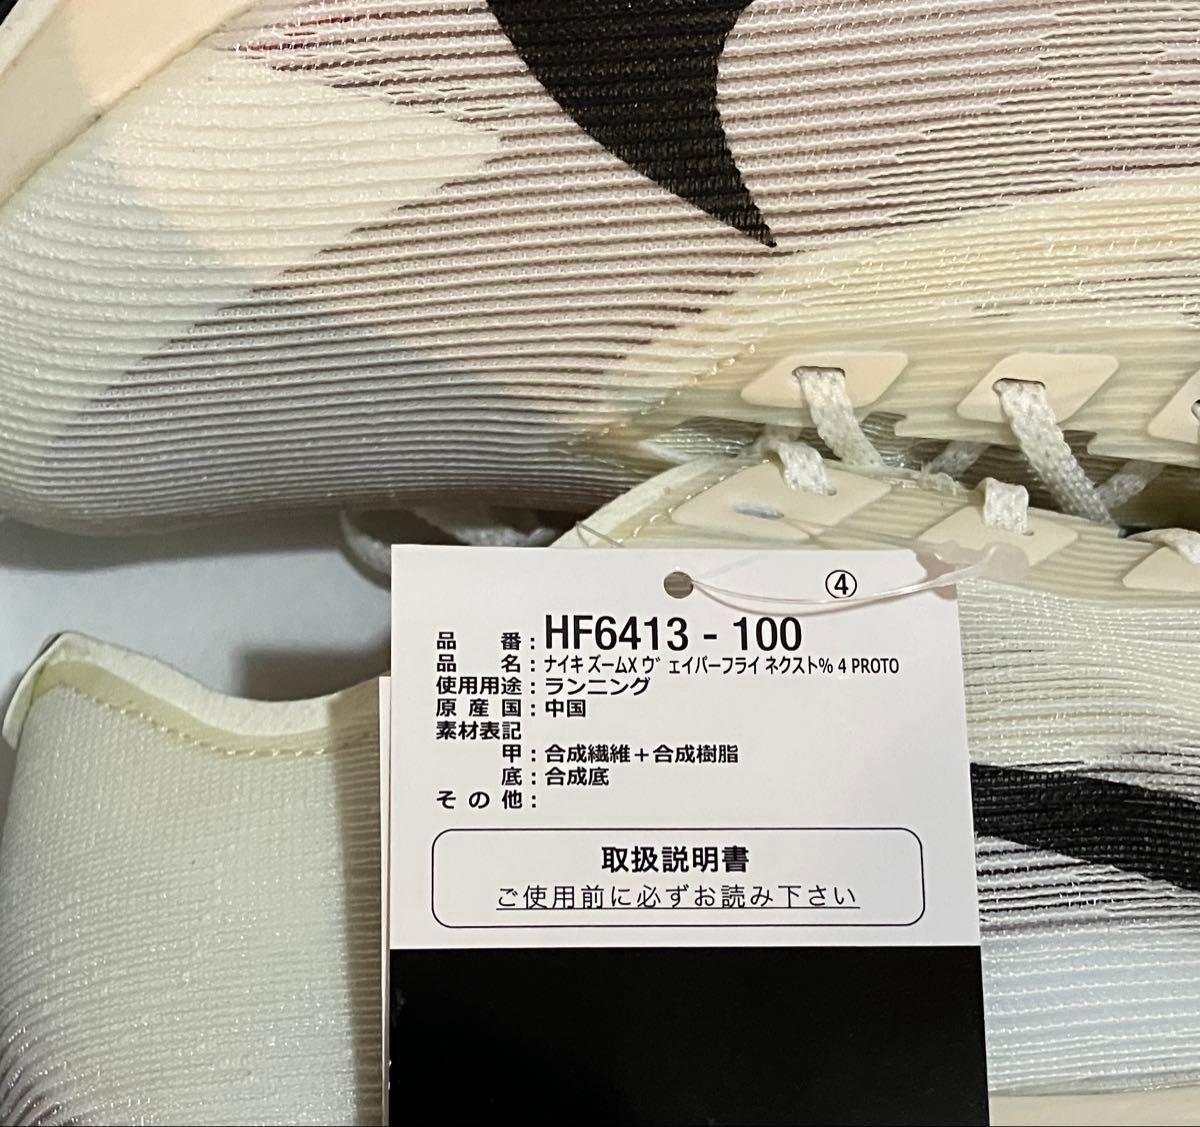 ④
品 番：HF6413 - 100
品 名：ナイキ ズームX ヴェイパーフライ ネクスト% 4 PROTO
使用用途：ランニング
原 産 国：中国
素材表記
甲：合成繊維＋合成樹脂
底：合成底
そ の 他：
取扱説明書
ご使用前に必ずお読み下さい